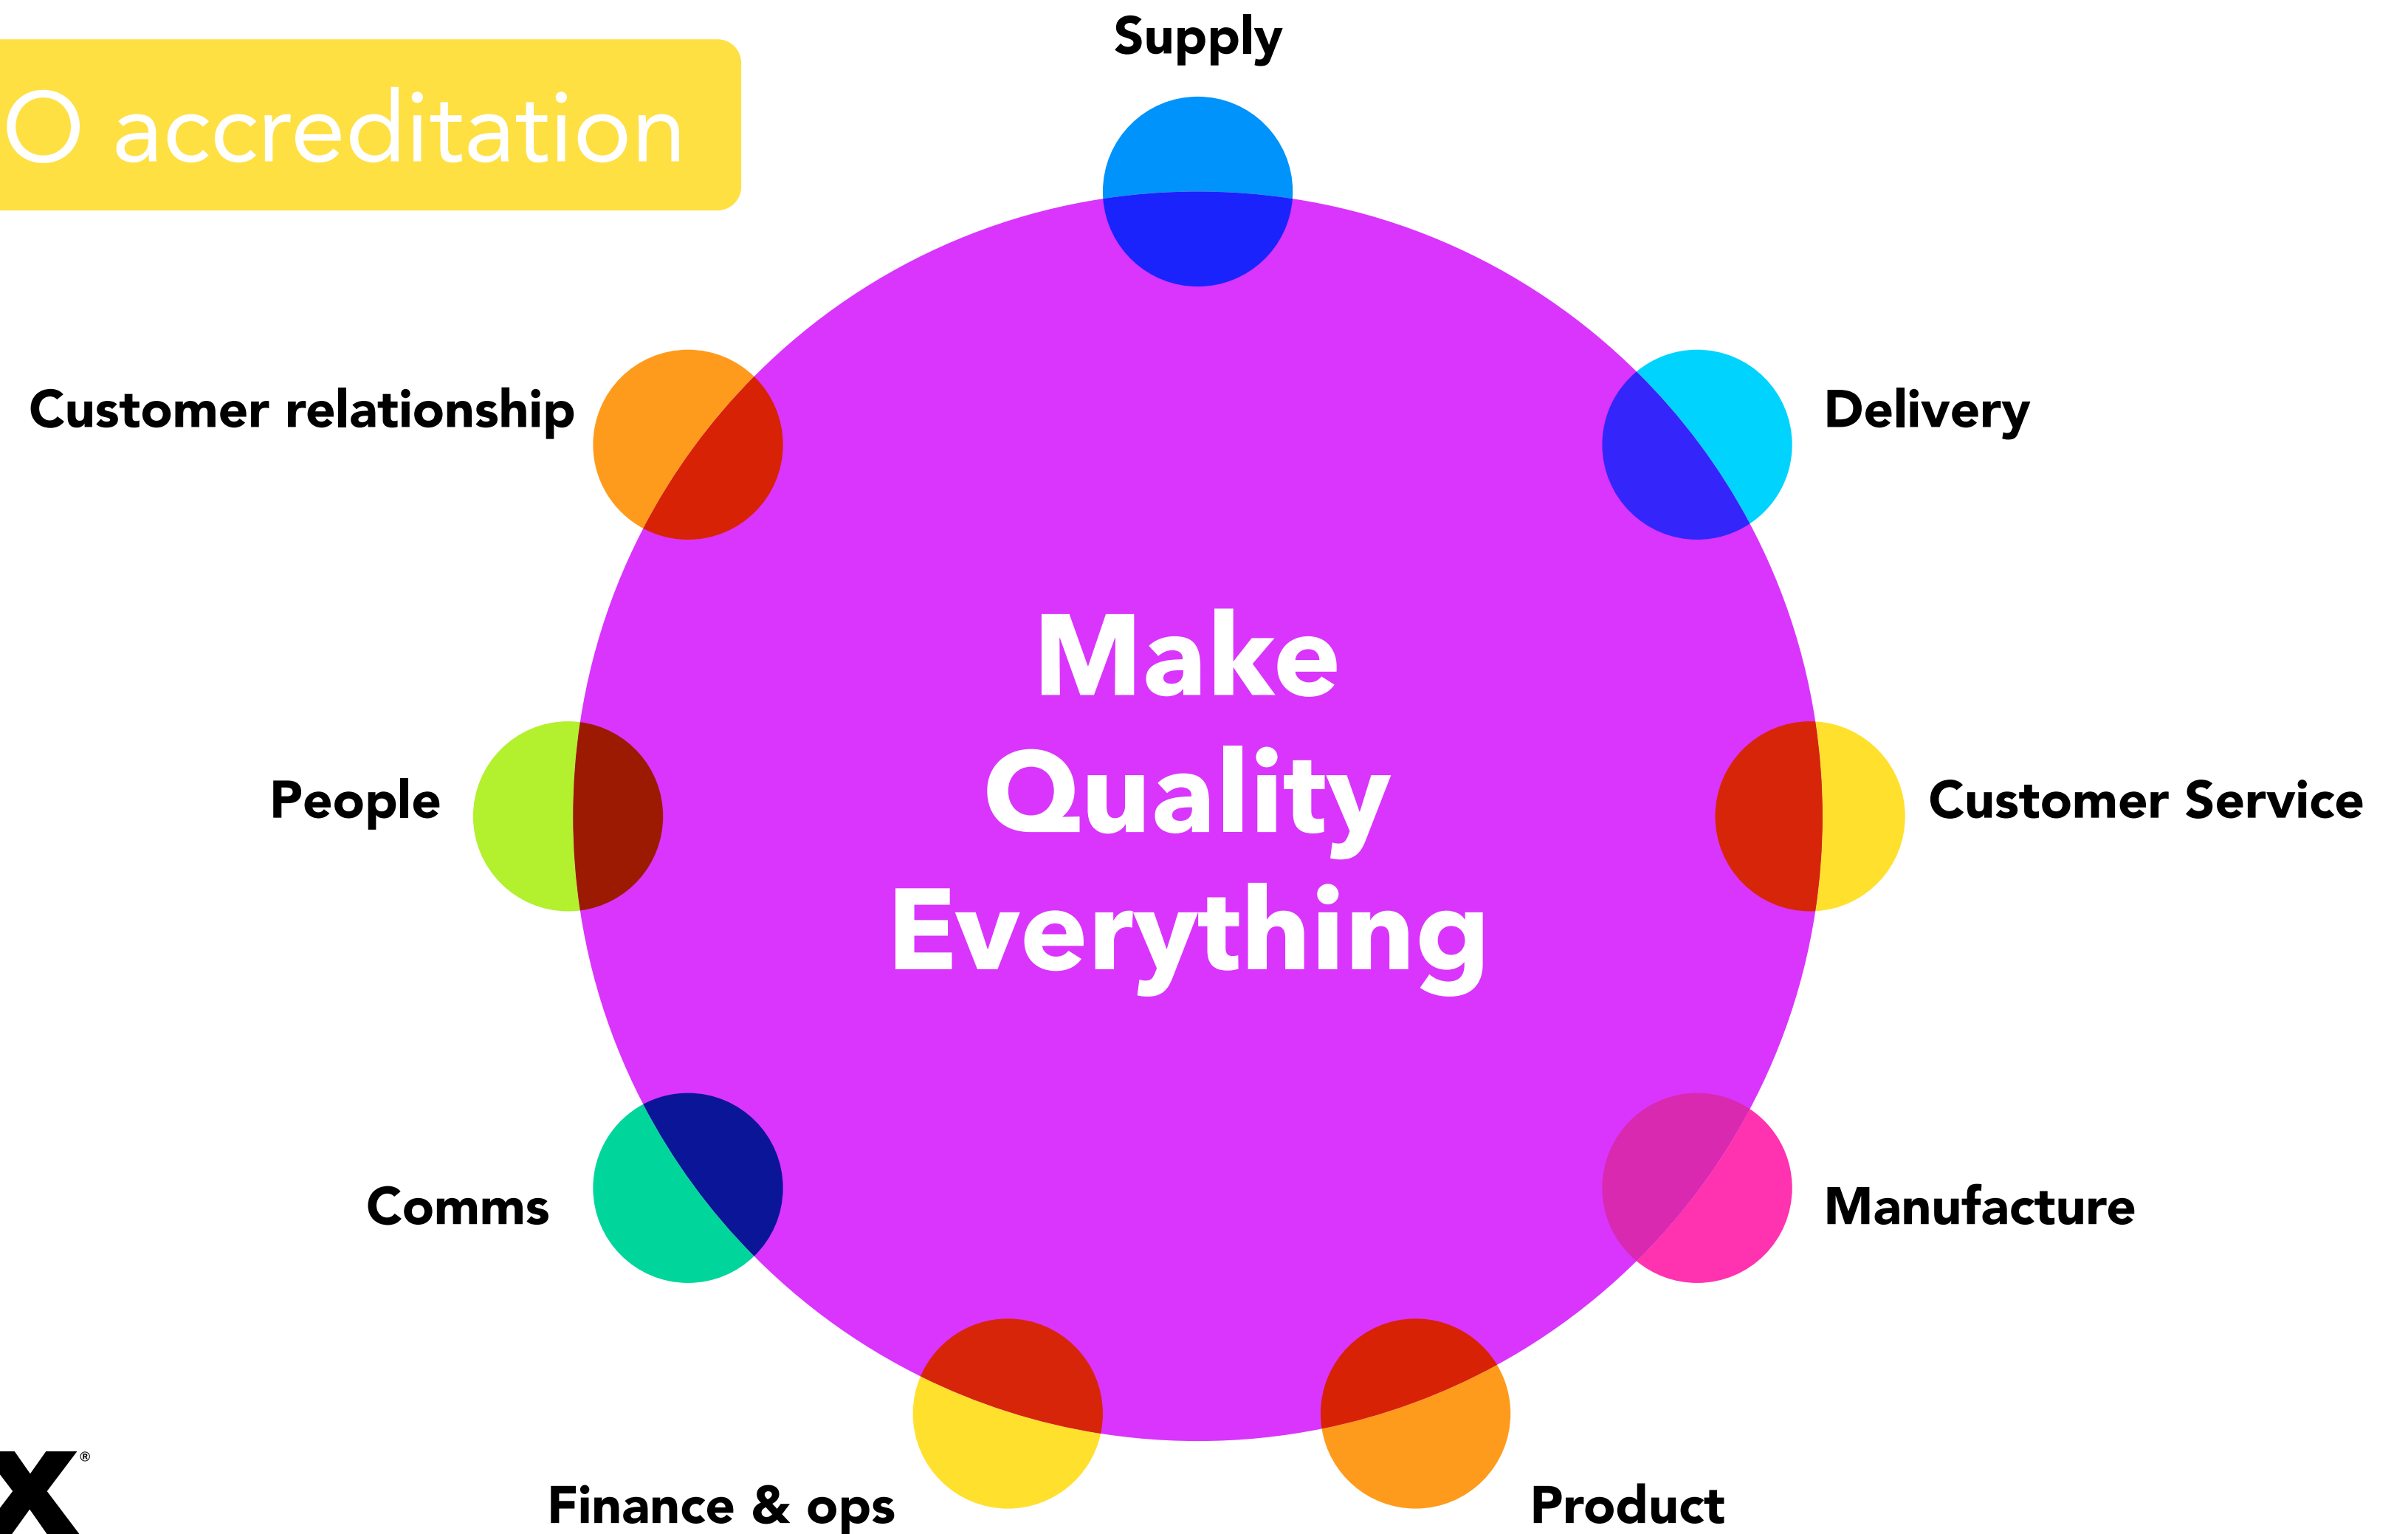 Supply
O accreditation
Customer relationship
Delivery
Make
Quality
Everything
People
Customer Service
Comms
Manufacture
X®
Finance & ops
Product